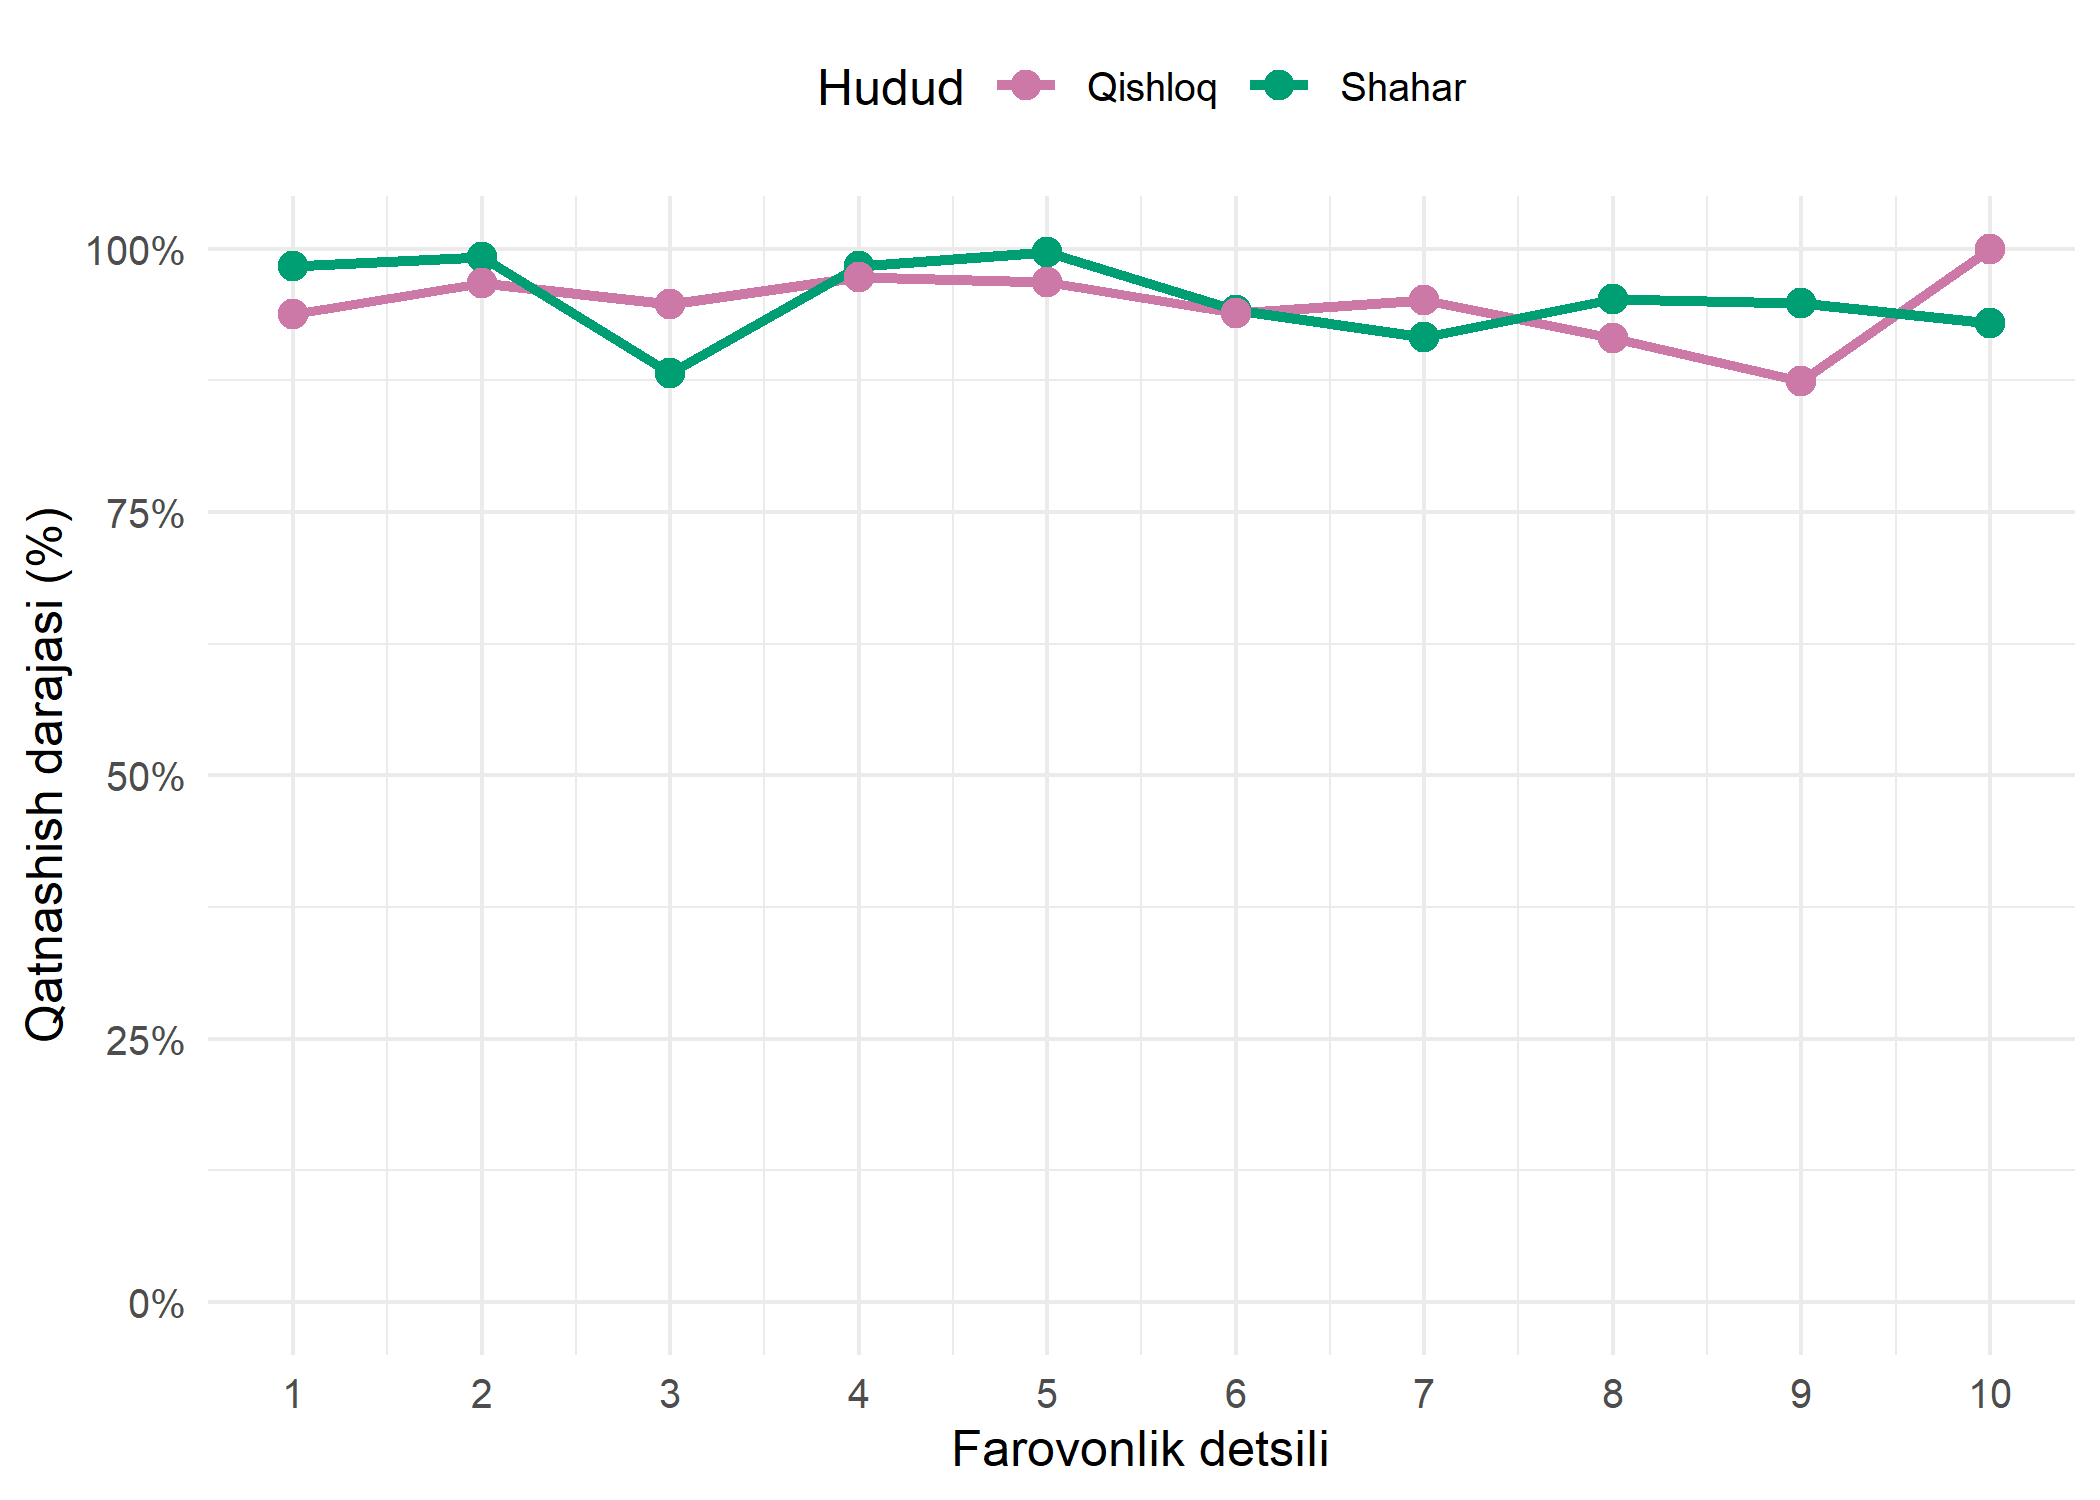 Hudud Qishloq Shahar
100%
75%
50%
25%
0%
Qatnashish darajasi (%)
1 2 3 4 5 6 7 8 9 10
Farovonlik detsili